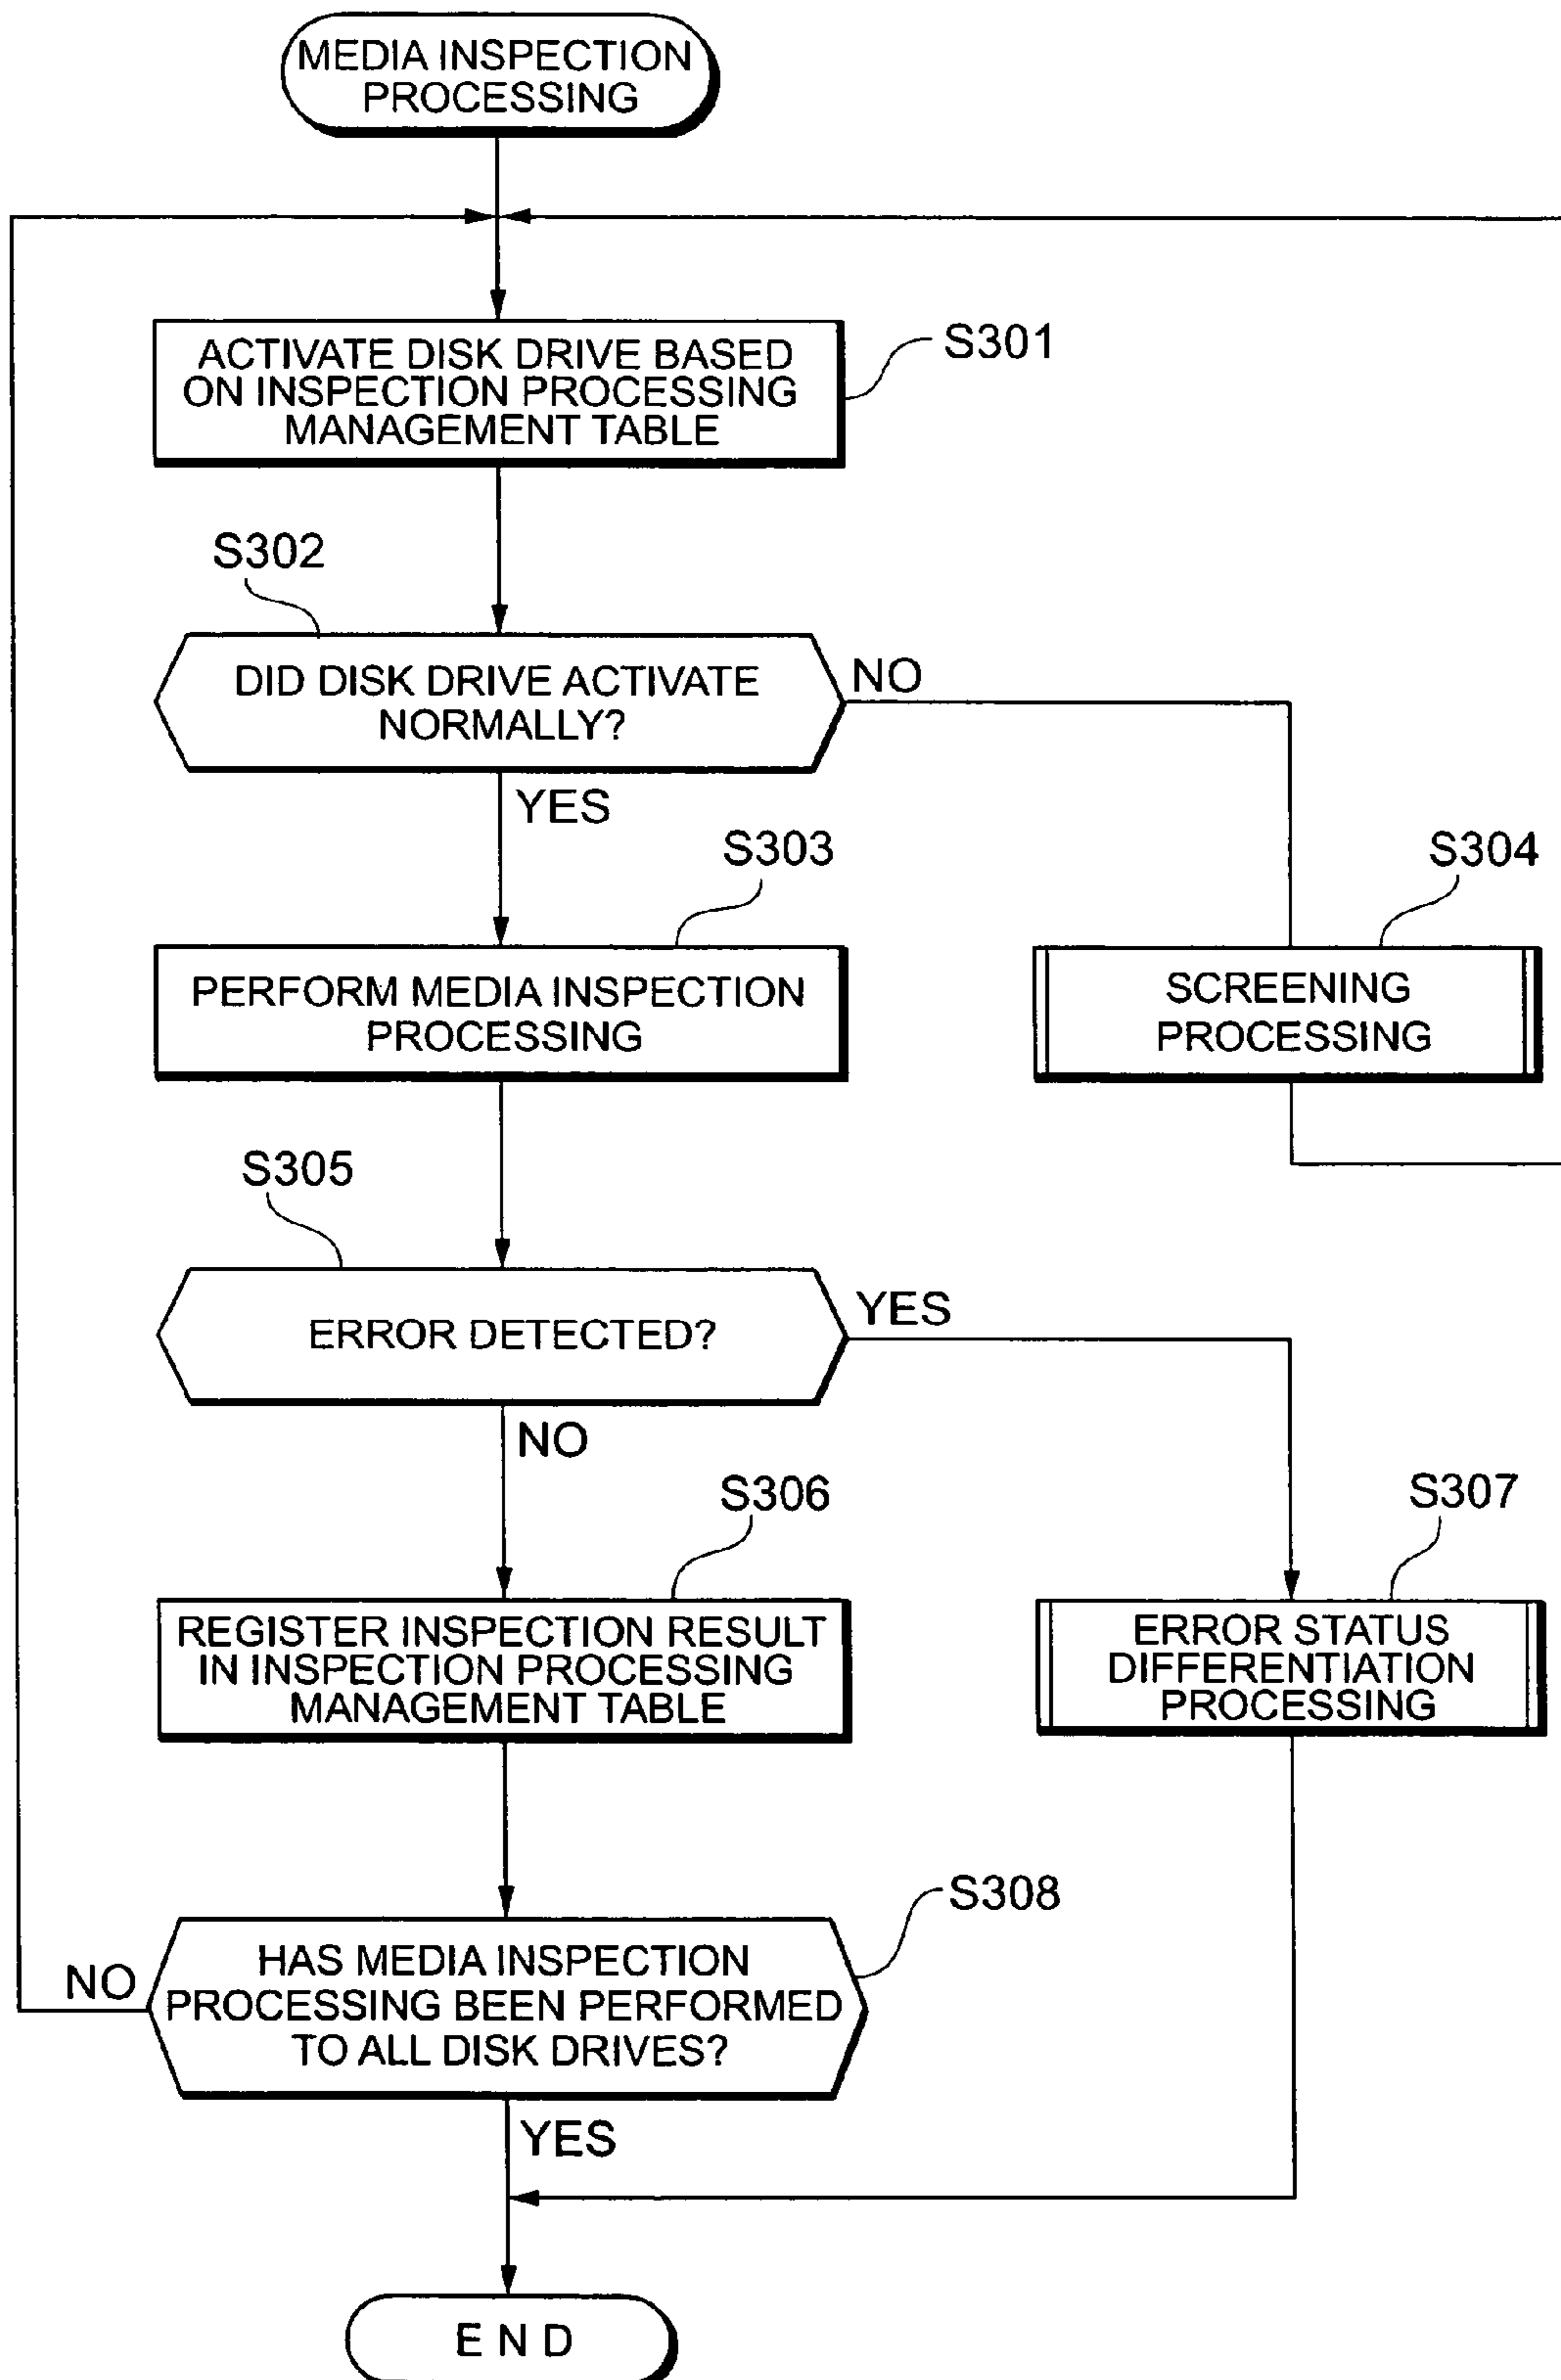 MEDIA INSPECTION
PROCESSING
ACTIVATE DISK DRIVE BASED
ON INSPECTION PROCESSING
MANAGEMENT TABLE
S301
S302
DID DISK DRIVE ACTIVATE
NORMALLY?
NO
YES
S303
PERFORM MEDIA INSPECTION
PROCESSING
S304
SCREENING
PROCESSING
S305
ERROR DETECTED?
YES
NO
S306
REGISTER INSPECTION RESULT
IN INSPECTION PROCESSING
MANAGEMENT TABLE
S307
ERROR STATUS
DIFFERENTIATION
PROCESSING
S308
HAS MEDIA INSPECTION
PROCESSING BEEN PERFORMED
TO ALL DISK DRIVES?
NO
YES
END